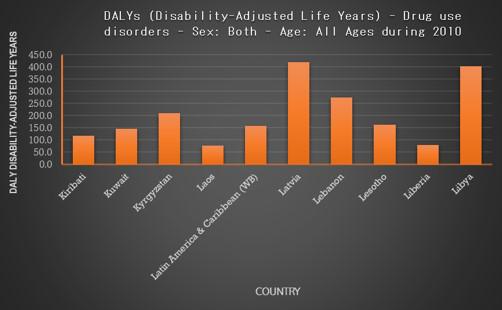 DALYs (Disability-Adjusted Life Years) - Drug use
disorders - Sex: Both - Age: All Ages during 2010
DALY DISABILITY-ADJUSTED LIFE YEARS
450.0
400.0
350.0
300.0
250.0
200.0
150.0
100.0
50.0
0.0
Kiribati
Kuwait
Kyrgyzstan
Laos
Latin America & Caribbean (WB)
Latvia
Lebanon
Lesotho
Liberia
Libya
COUNTRY